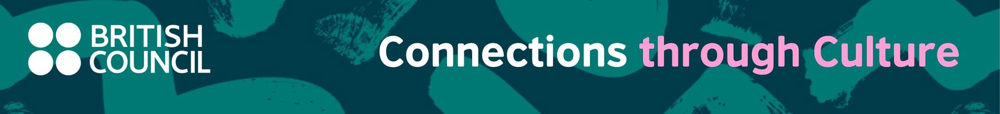 BRITISH
COUNCIL
Connections through Culture